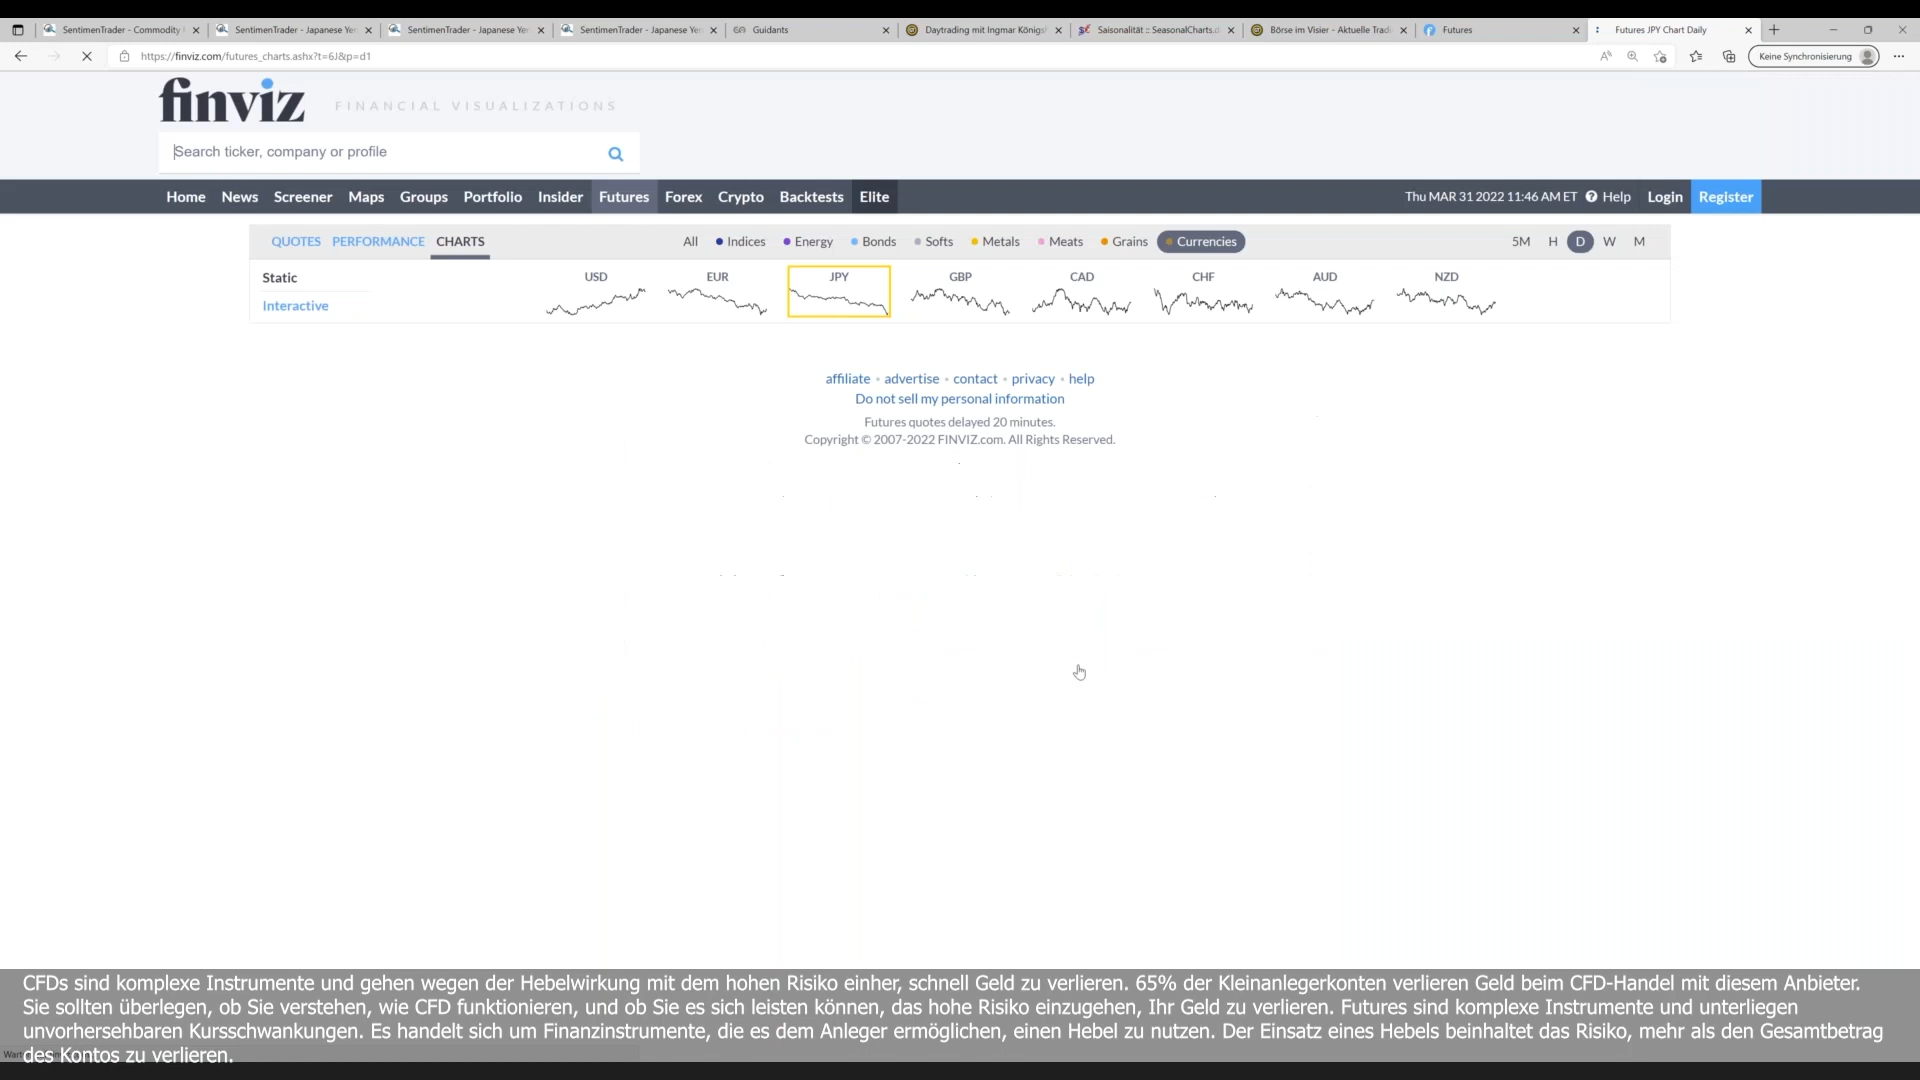 SentimenTrader - Commodity
SentimenTrader - Japanese Yer
SentimenTrader - Japanese Yer
SentimenTrader - Japanese Yer
Guidants
Daytrading mit Ingmar Königs
Saisonalität :: SeasonalCharts.d
Börse im Visier - Aktuelle Tradi
Futures
Futures JPY Chart Daily
https://finviz.com/futures_charts.ashx?t=6J&p=d1
Keine Synchronisierung
finviz
FINANCIAL VISUALIZATIONS
Search ticker, company or profile
Home News Screener Maps Groups Portfolio Insider Futures Forex Crypto Backtests Elite
Thu MAR 31 2022 11:46 AM ET Help Login Register
QUOTES PERFORMANCE CHARTS
All Indices Energy Bonds Softs Metals Meats Grains Currencies
5M H D W M
Static
USD EUR JPY GBP CAD CHF AUD NZD
Interactive
affiliate • advertise • contact • privacy • help
Do not sell my personal information
Futures quotes delayed 20 minutes.
Copyright © 2007-2022 FINVIZ.com. All Rights Reserved.
CFDs sind komplexe Instrumente und gehen wegen der Hebelwirkung mit dem hohen Risiko einher, schnell Geld zu verlieren. 65% der Kleinanlegerkonten verlieren Geld beim CFD-Handel mit diesem Anbieter.
Sie sollten überlegen, ob Sie verstehen, wie CFD funktionieren, und ob Sie es sich leisten können, das hohe Risiko einzugehen, Ihr Geld zu verlieren. Futures sind komplexe Instrumente und unterliegen
unvorhersehbaren Kursschwankungen. Es handelt sich um Finanzinstrumente, die es dem Anleger ermöglichen, einen Hebel zu nutzen. Der Einsatz eines Hebels beinhaltet das Risiko, mehr als den Gesamtbetrag
des Kontos zu verlieren.